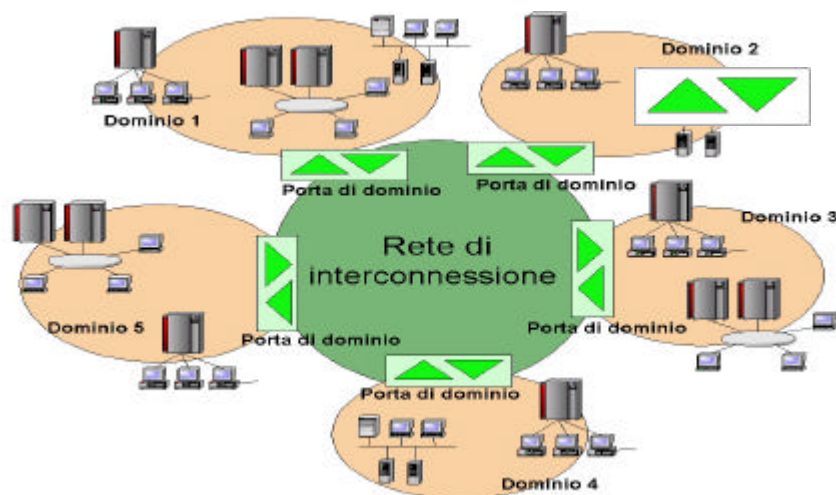 Dominio 1
Dominio 2
Porta di dominio
Porta di dominio
Dominio 3
Rete di
interconnessione
Dominio 5
Porta di dominio
Porta di dominio
Porta di dominio
Dominio 4